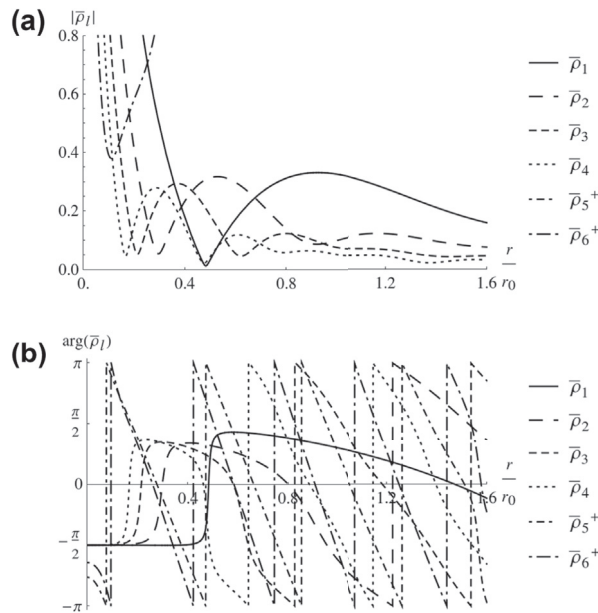 (a)
|ρ̅_l|
0.8
0.6
0.4
0.2
0.0
0. 0.4 0.8 1.2 1.6
r/r₀
ρ̅₁
ρ̅₂
ρ̅₃
ρ̅₄
ρ̅₅⁺
ρ̅₆⁺
(b)
arg(ρ̅_l)
π
π/2
0
-π/2
-π
0.4 0.8 1.2 1.6
r/r₀
ρ̅₁
ρ̅₂
ρ̅₃
ρ̅₄
ρ̅₅⁺
ρ̅₆⁺